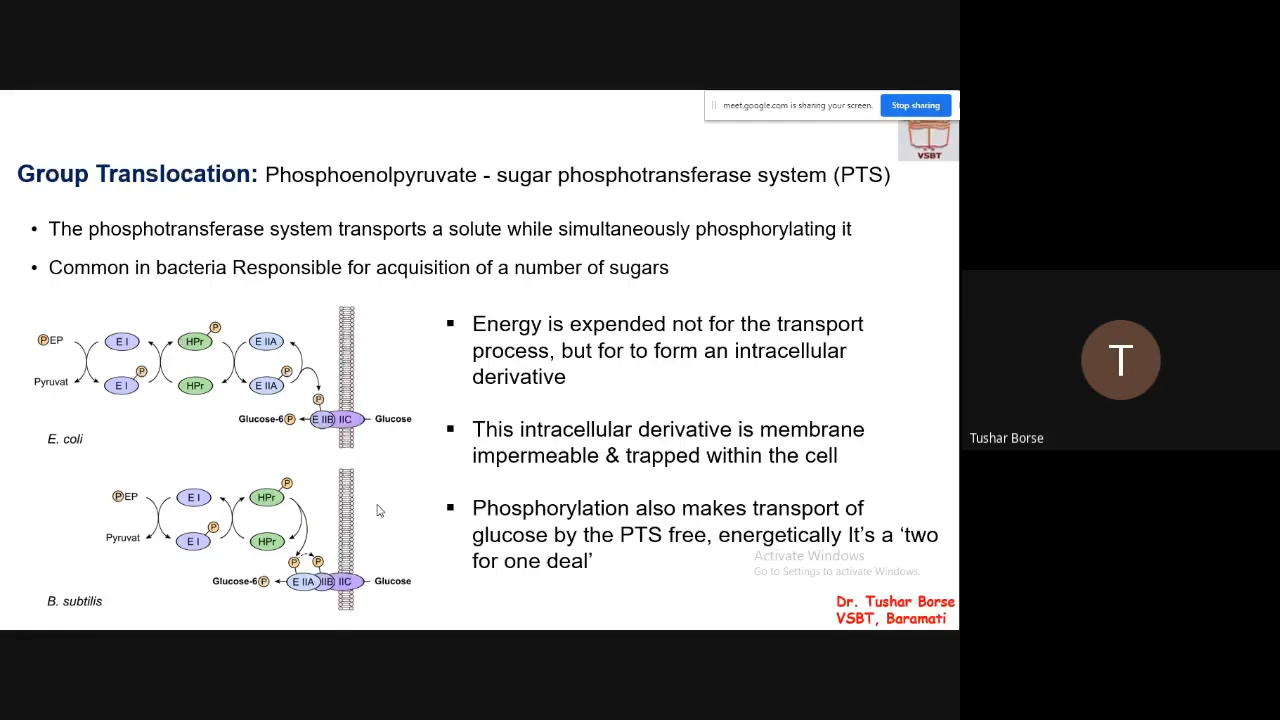 meet.google.com is sharing your screen.
Stop sharing
VSBT
Group Translocation: Phosphoenolpyruvate - sugar phosphotransferase system (PTS)
• The phosphotransferase system transports a solute while simultaneously phosphorylating it
• Common in bacteria Responsible for acquisition of a number of sugars
PEP
E I
HPr
P
E IIA
Pyruvat
E I
P
HPr
E IIA
P
P
Glucose-6 P
E IIB
IIC
Glucose
E. coli
PEP
E I
HPr
P
Pyruvat
E I
P
HPr
P
P
Glucose-6 P
E IIA
IIB
IIC
Glucose
B. subtilis
▪ Energy is expended not for the transport
process, but for to form an intracellular
derivative
▪ This intracellular derivative is membrane
impermeable & trapped within the cell
▪ Phosphorylation also makes transport of
glucose by the PTS free, energetically It’s a ‘two
for one deal’
Activate Windows
Go to Settings to activate Windows.
Dr. Tushar Borse
VSBT, Baramati
T
Tushar Borse